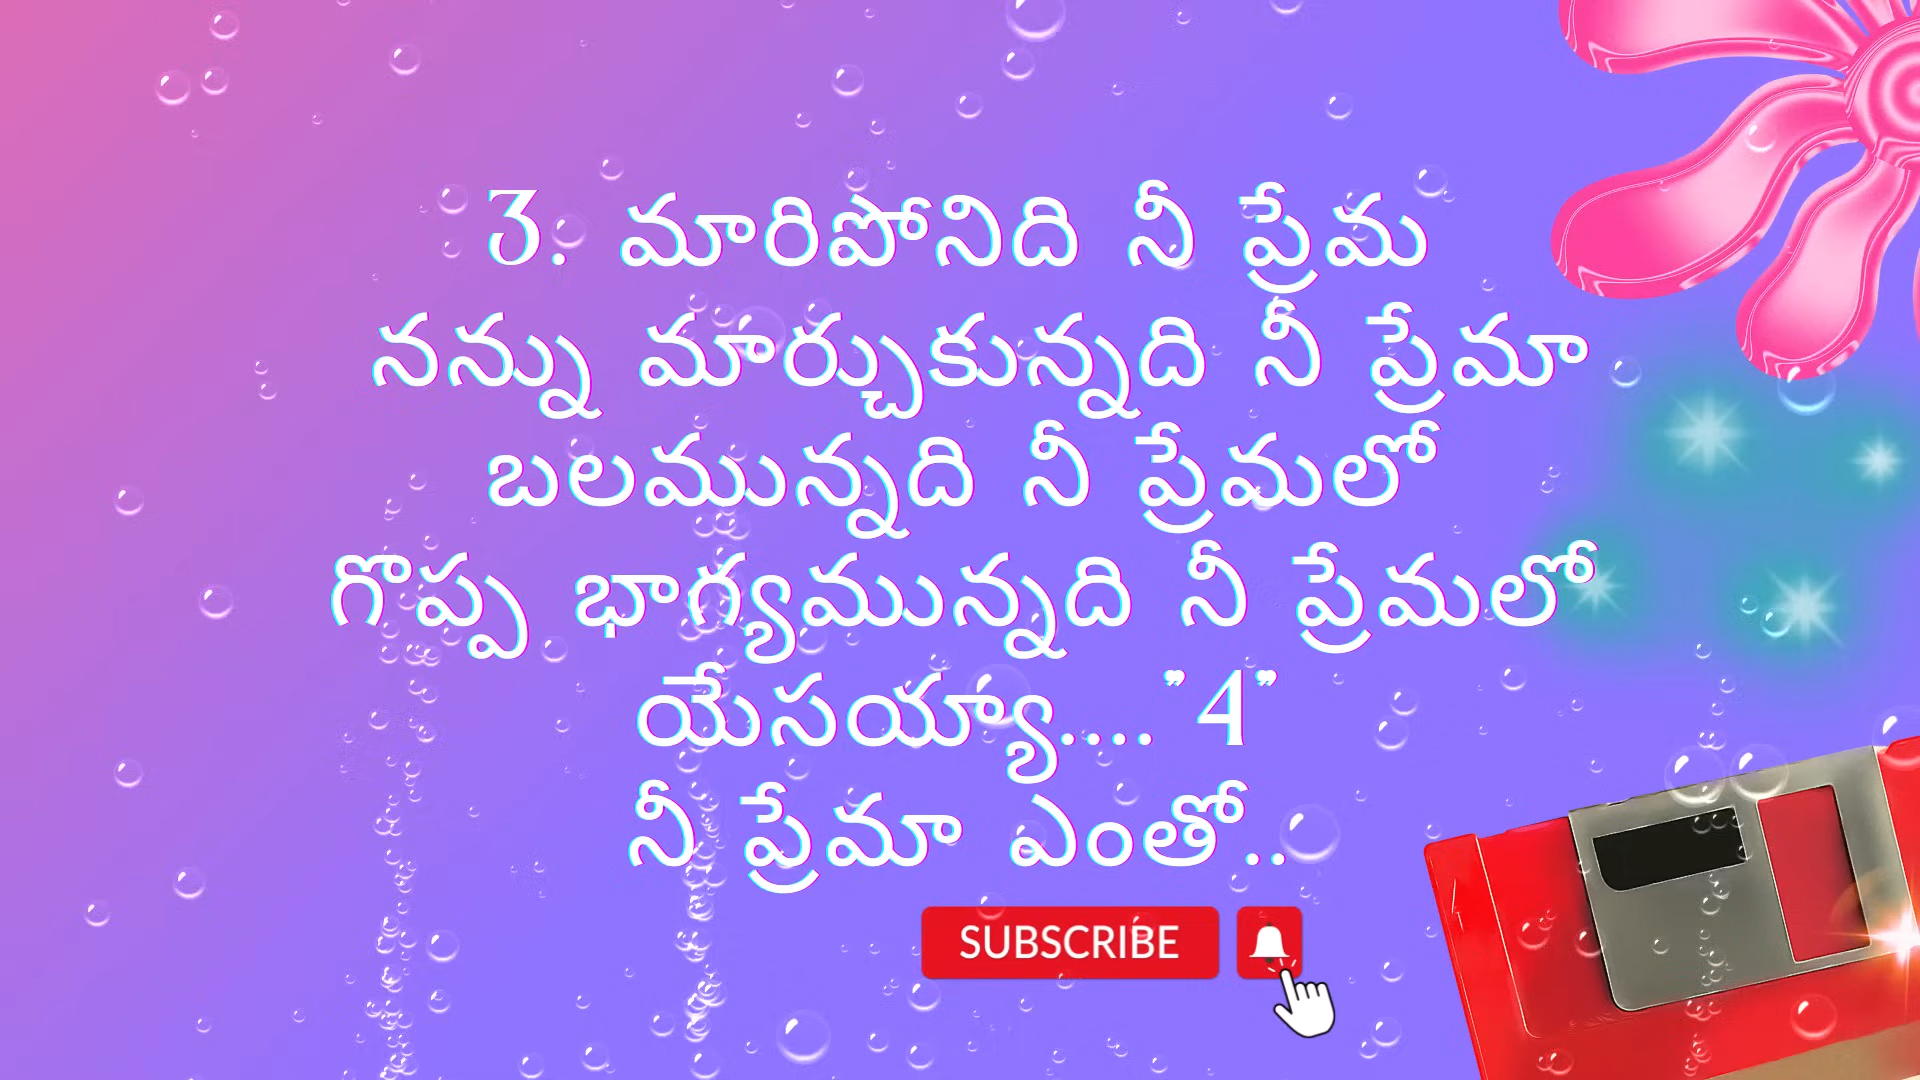 3. మారిపోనిది నీ ప్రేమ
నన్ను మార్చుకున్నది నీ ప్రేమా
బలమున్నది నీ ప్రేమలో
గొప్ప భాగ్యమున్నది నీ ప్రేమలో
యేసయ్యా...."4"
నీ ప్రేమా ఎంతో..
SUBSCRIBE